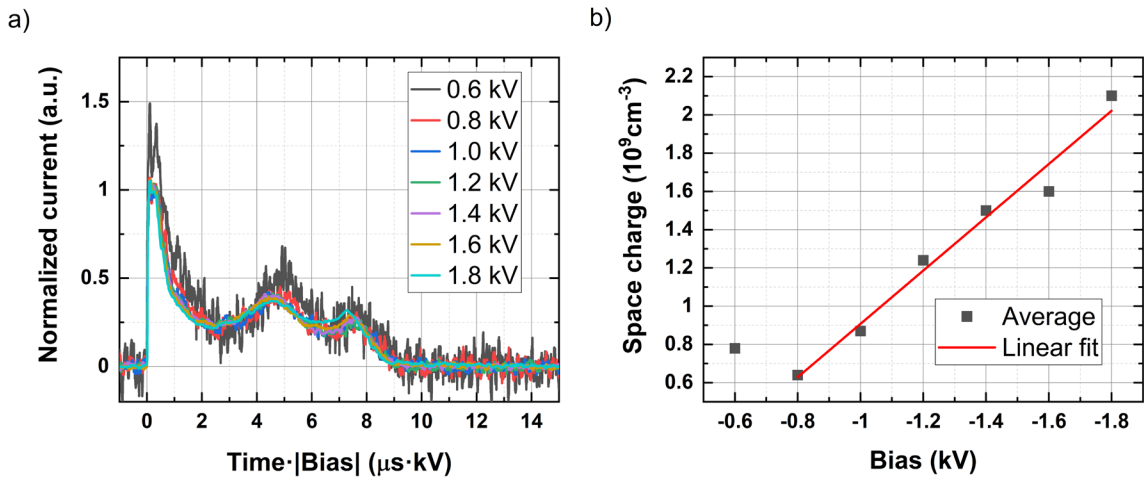 a)
Normalized current (a.u.)
1.5
1
0.5
0
0
2
4
6
8
10
12
14
Time·|Bias| (μs·kV)
0.6 kV
0.8 kV
1.0 kV
1.2 kV
1.4 kV
1.6 kV
1.8 kV
b)
Space charge (10⁹cm⁻³)
2.2
2.0
1.8
1.6
1.4
1.2
1.0
0.8
0.6
-0.6
-0.8
-1
-1.2
-1.4
-1.6
-1.8
Bias (kV)
Average
Linear fit